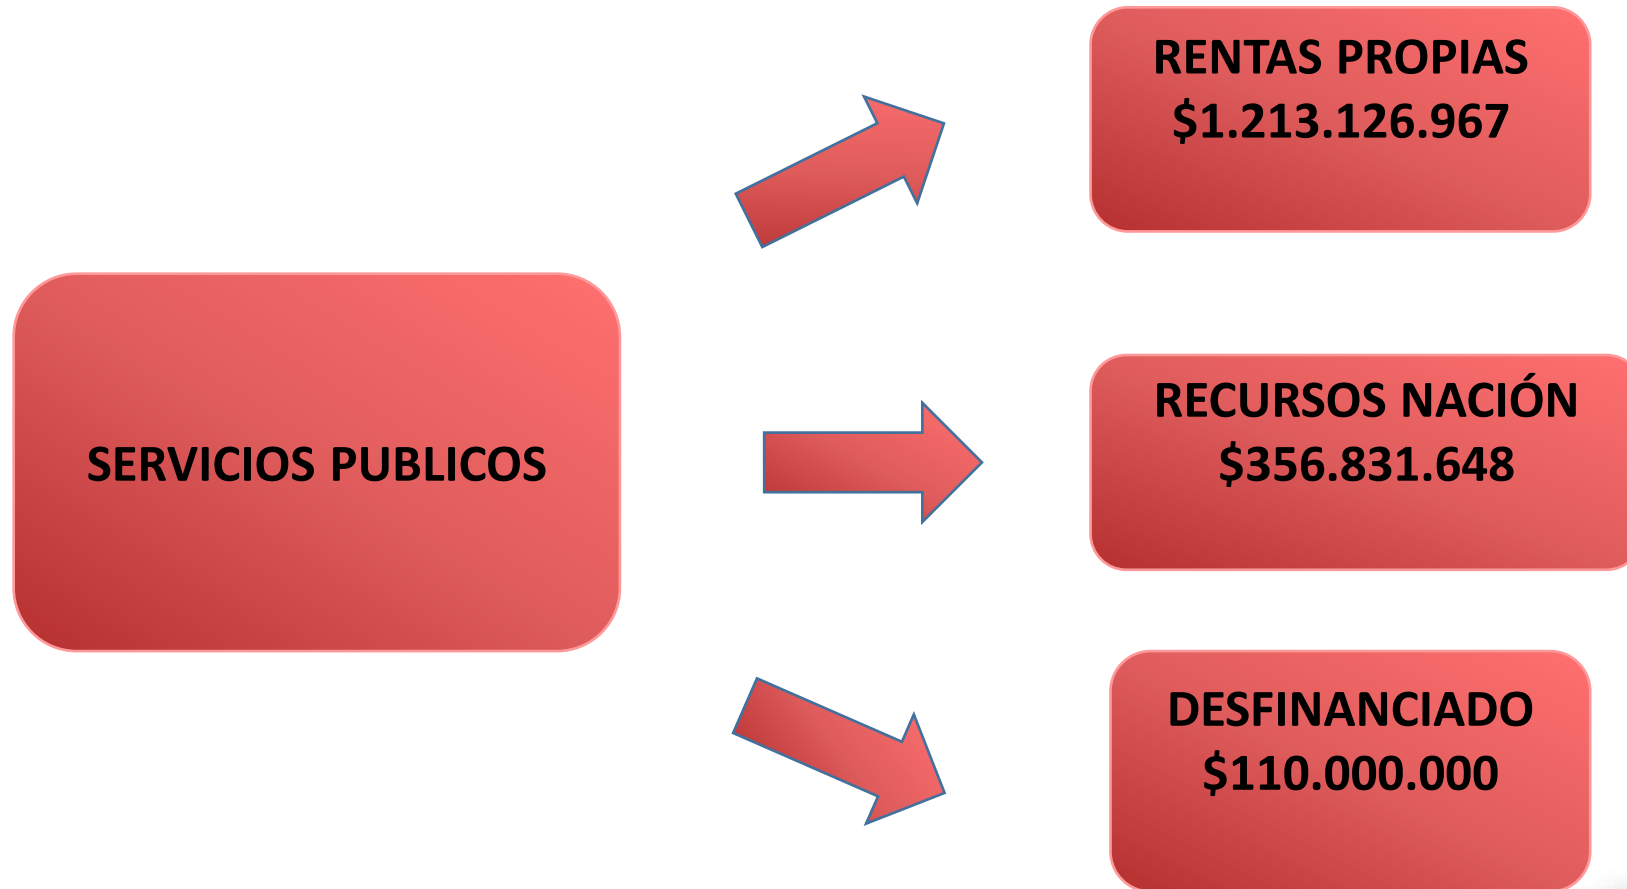 RENTAS PROPIAS
$1.213.126.967
SERVICIOS PUBLICOS
RECURSOS NACIÓN
$356.831.648
DESFINANCIADO
$110.000.000